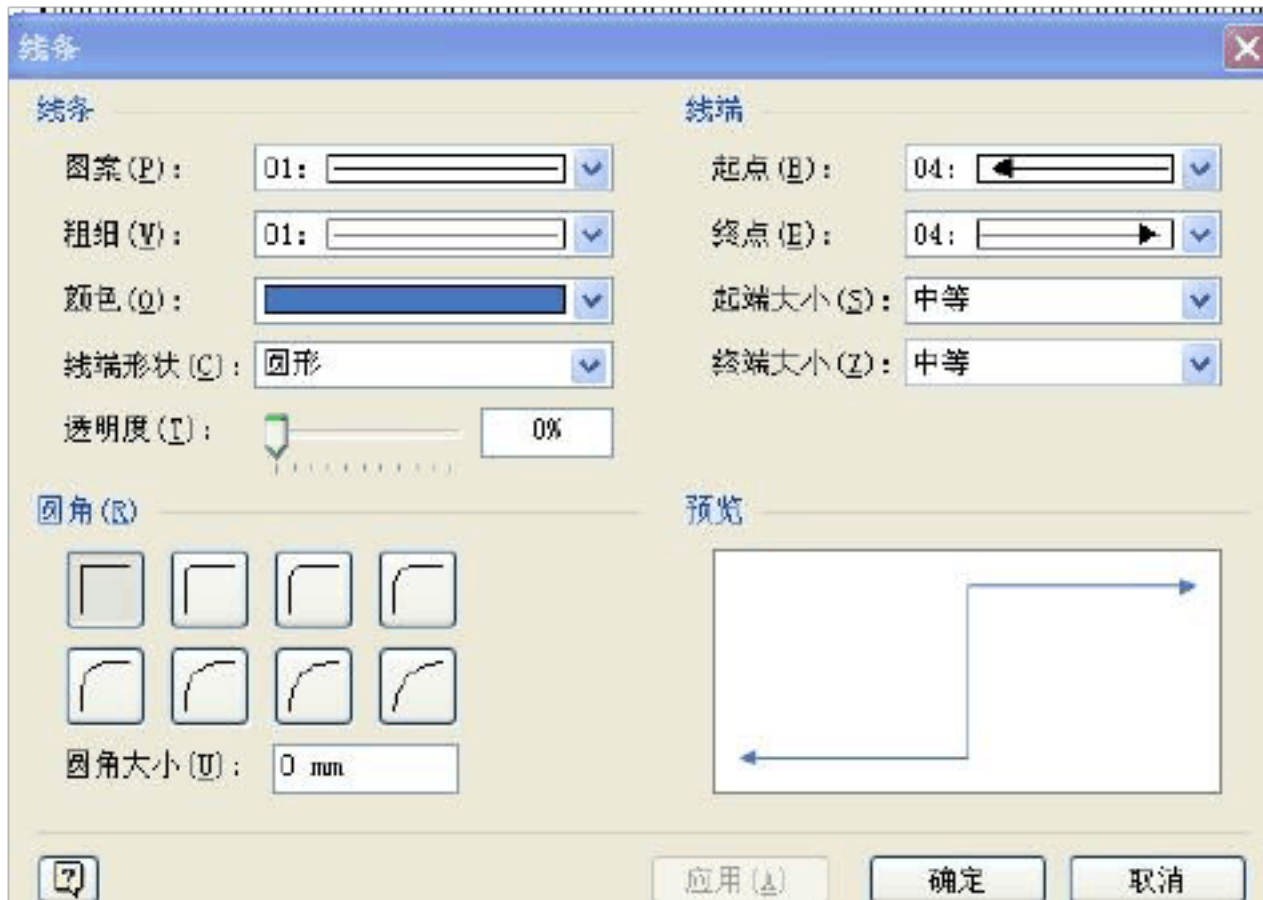 线条
线条
图案(P):
01:
粗细(W):
01:
颜色(O):
线端形状(C):
圆形
透明度(T):
0%
线端
起点(B):
04:
终点(E):
04:
起端大小(S):
中等
终端大小(Z):
中等
圆角(R)
圆角大小(U):
0 mm
预览
?
应用(A)
确定
取消